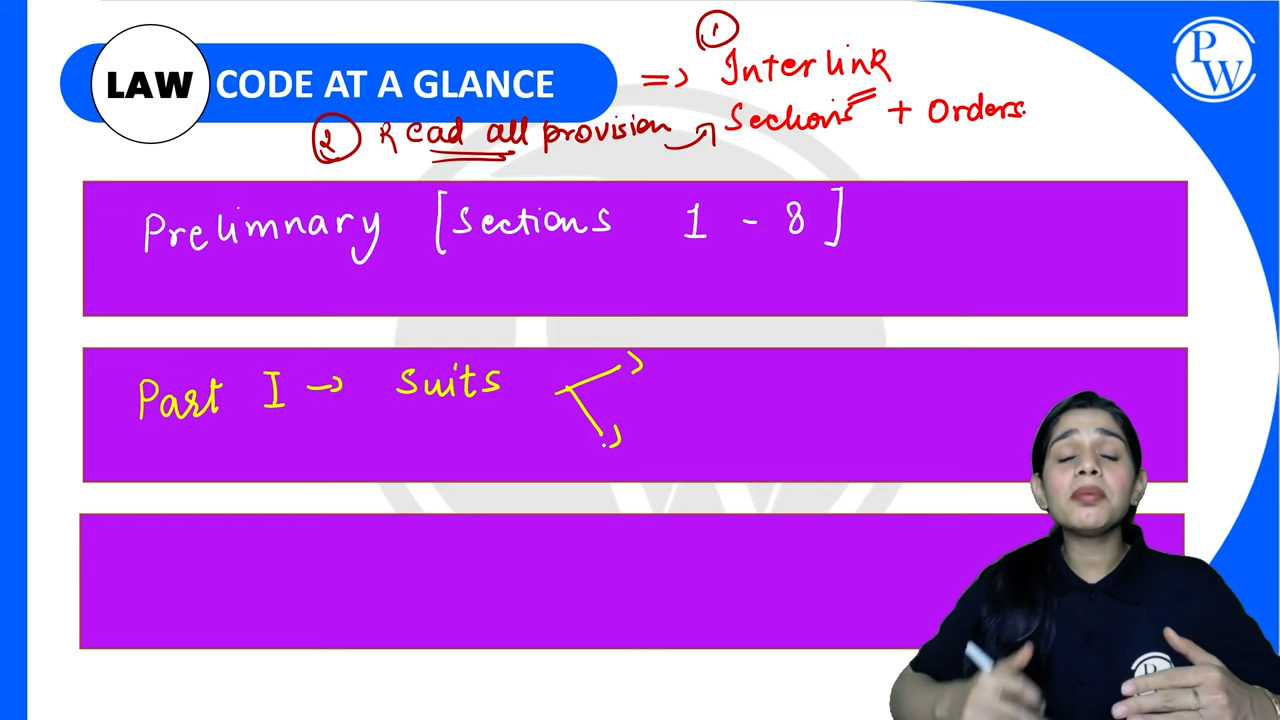 P
W
LAW CODE AT A GLANCE
=> ① Interlink
Sections + Orders.
② Read all provision
Prelimnary [Sections 1 - 8]
Part I → Suits
P
W